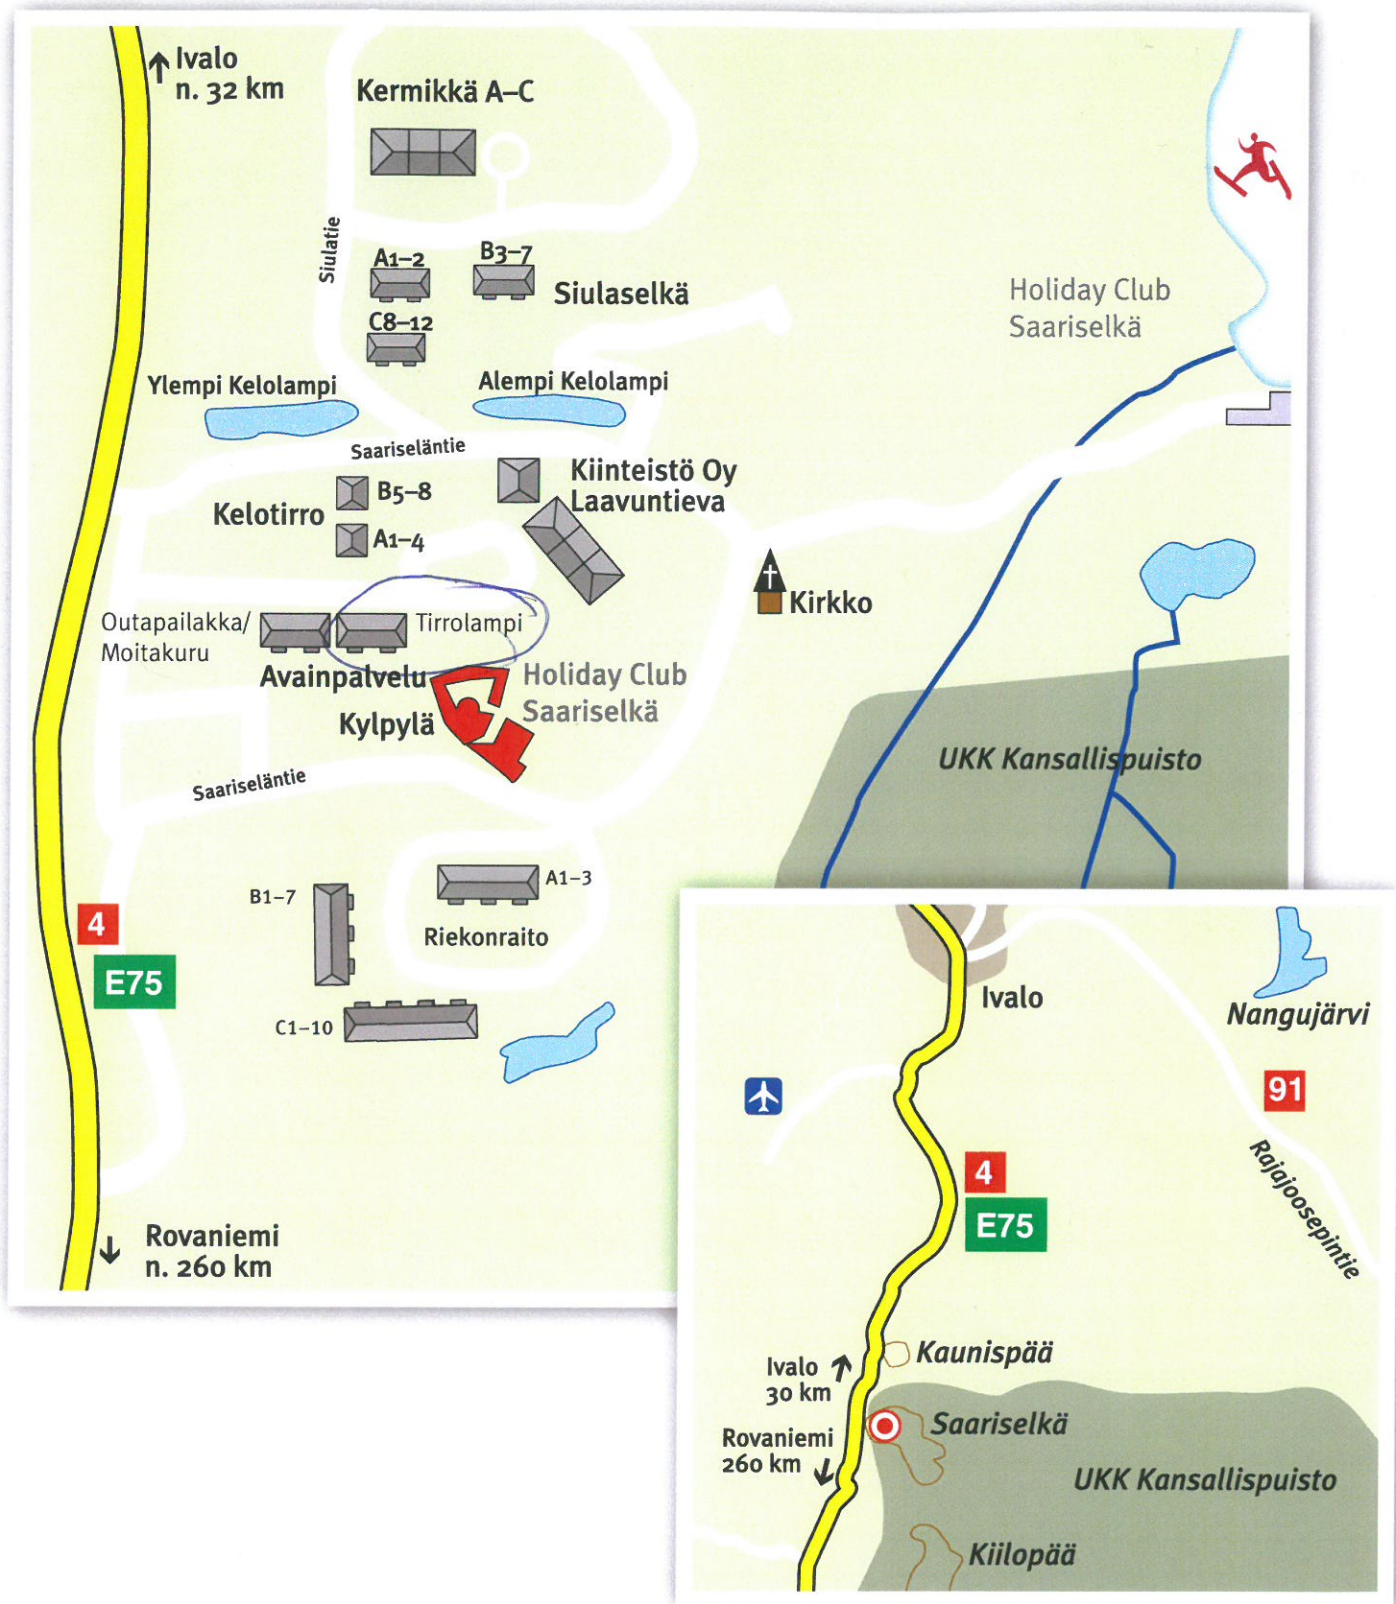 Ivalo
n. 32 km
Kermikkä A–C
Siulatie
A1–2
B3–7
Siulaselkä
C8–12
Holiday Club
Saariselkä
Ylempi Kelolampi
Alempi Kelolampi
Saariseläntie
Kiinteistö Oy
Laavuntieva
B5–8
Kelotirro
A1–4
Kirkko
Outapailakka/
Moitakuru
Tirrolampi
Avainpalvelu
Holiday Club
Saariselkä
Kylpylä
UKK Kansallispuisto
Saariseläntie
B1–7
A1–3
4
Riekonraito
E75
C1–10
Rovaniemi
n. 260 km
Ivalo
Nangujärvi
91
4
E75
Rajajoosepintie
Kaunispää
Ivalo
30 km
Saariselkä
Rovaniemi
260 km
UKK Kansallispuisto
Kiilopää